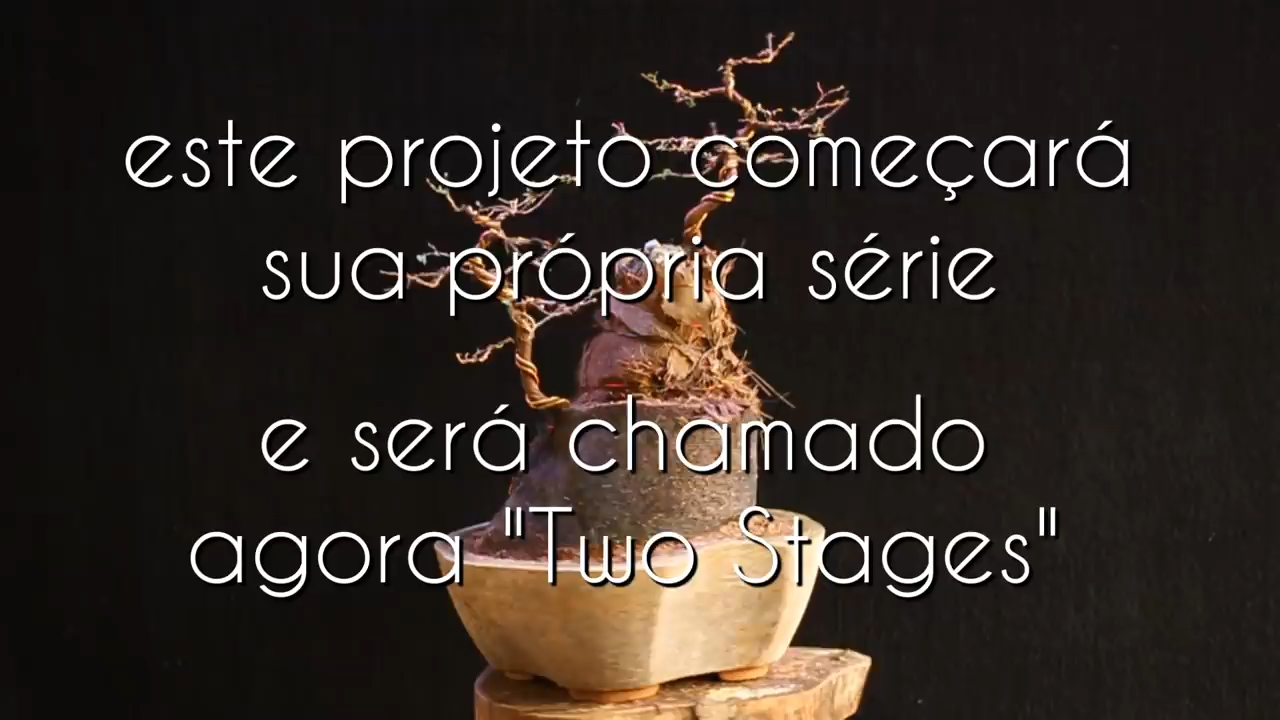 este projeto começará
sua própria série
e será chamado
agora "Two Stages"